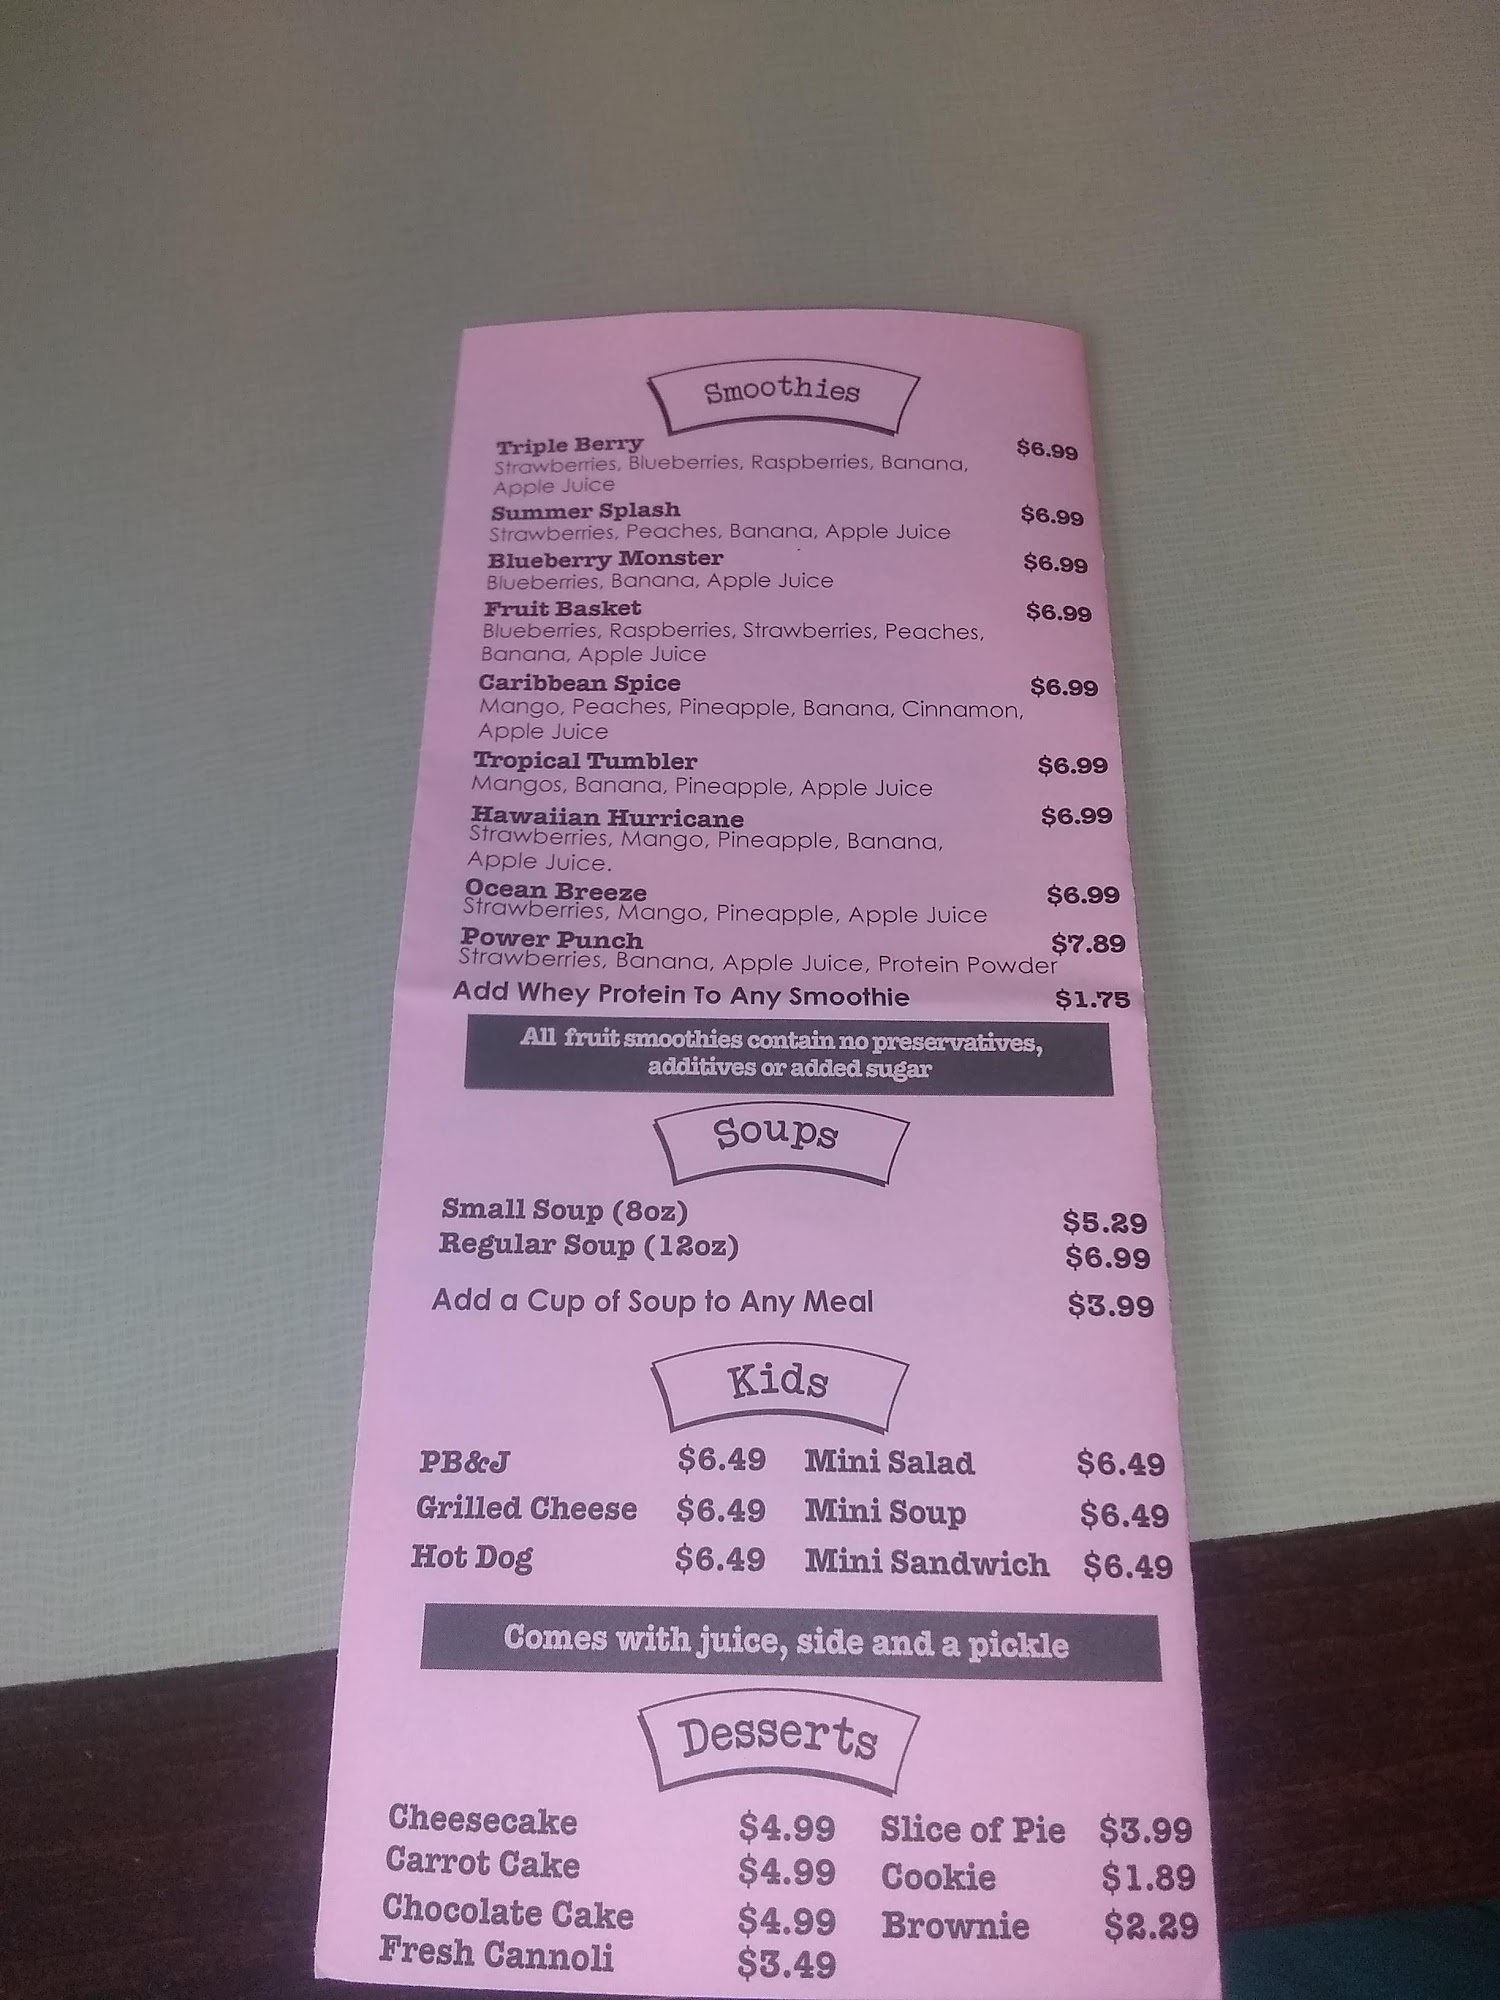 Smoothies
Triple Berry $6.99
Strawberries, Blueberries, Raspberries, Banana,
Apple Juice
Summer Splash $6.99
Strawberries, Peaches, Banana, Apple Juice
Blueberry Monster $6.99
Blueberries, Banana, Apple Juice
Fruit Basket $6.99
Blueberries, Raspberries, Strawberries, Peaches,
Banana, Apple Juice
Caribbean Spice $6.99
Mango, Peaches, Pineapple, Banana, Cinnamon,
Apple Juice
Tropical Tumbler $6.99
Mangos, Banana, Pineapple, Apple Juice
Hawaiian Hurricane $6.99
Strawberries, Mango, Pineapple, Banana,
Apple Juice.
Ocean Breeze $6.99
Strawberries, Mango, Pineapple, Apple Juice
Power Punch $7.89
Strawberries, Banana, Apple Juice, Protein Powder
Add Whey Protein To Any Smoothie $1.75
All fruit smoothies contain no preservatives,
additives or added sugar
Soups
Small Soup (8oz) $5.29
Regular Soup (12oz) $6.99
Add a Cup of Soup to Any Meal $3.99
Kids
PB&J $6.49 Mini Salad $6.49
Grilled Cheese $6.49 Mini Soup $6.49
Hot Dog $6.49 Mini Sandwich $6.49
Comes with juice, side and a pickle
Desserts
Cheesecake $4.99 Slice of Pie $3.99
Carrot Cake $4.99 Cookie $1.89
Chocolate Cake $4.99 Brownie $2.29
Fresh Cannoli $3.49